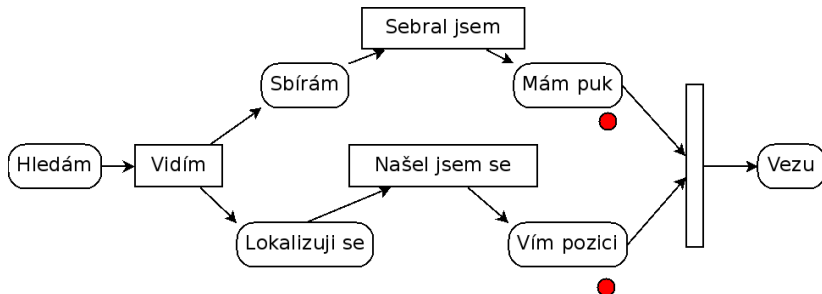 Sebral jsem
Sbírám
Mám puk
Hledám
Vidím
Našel jsem se
Vezu
Lokalizuji se
Vím pozici